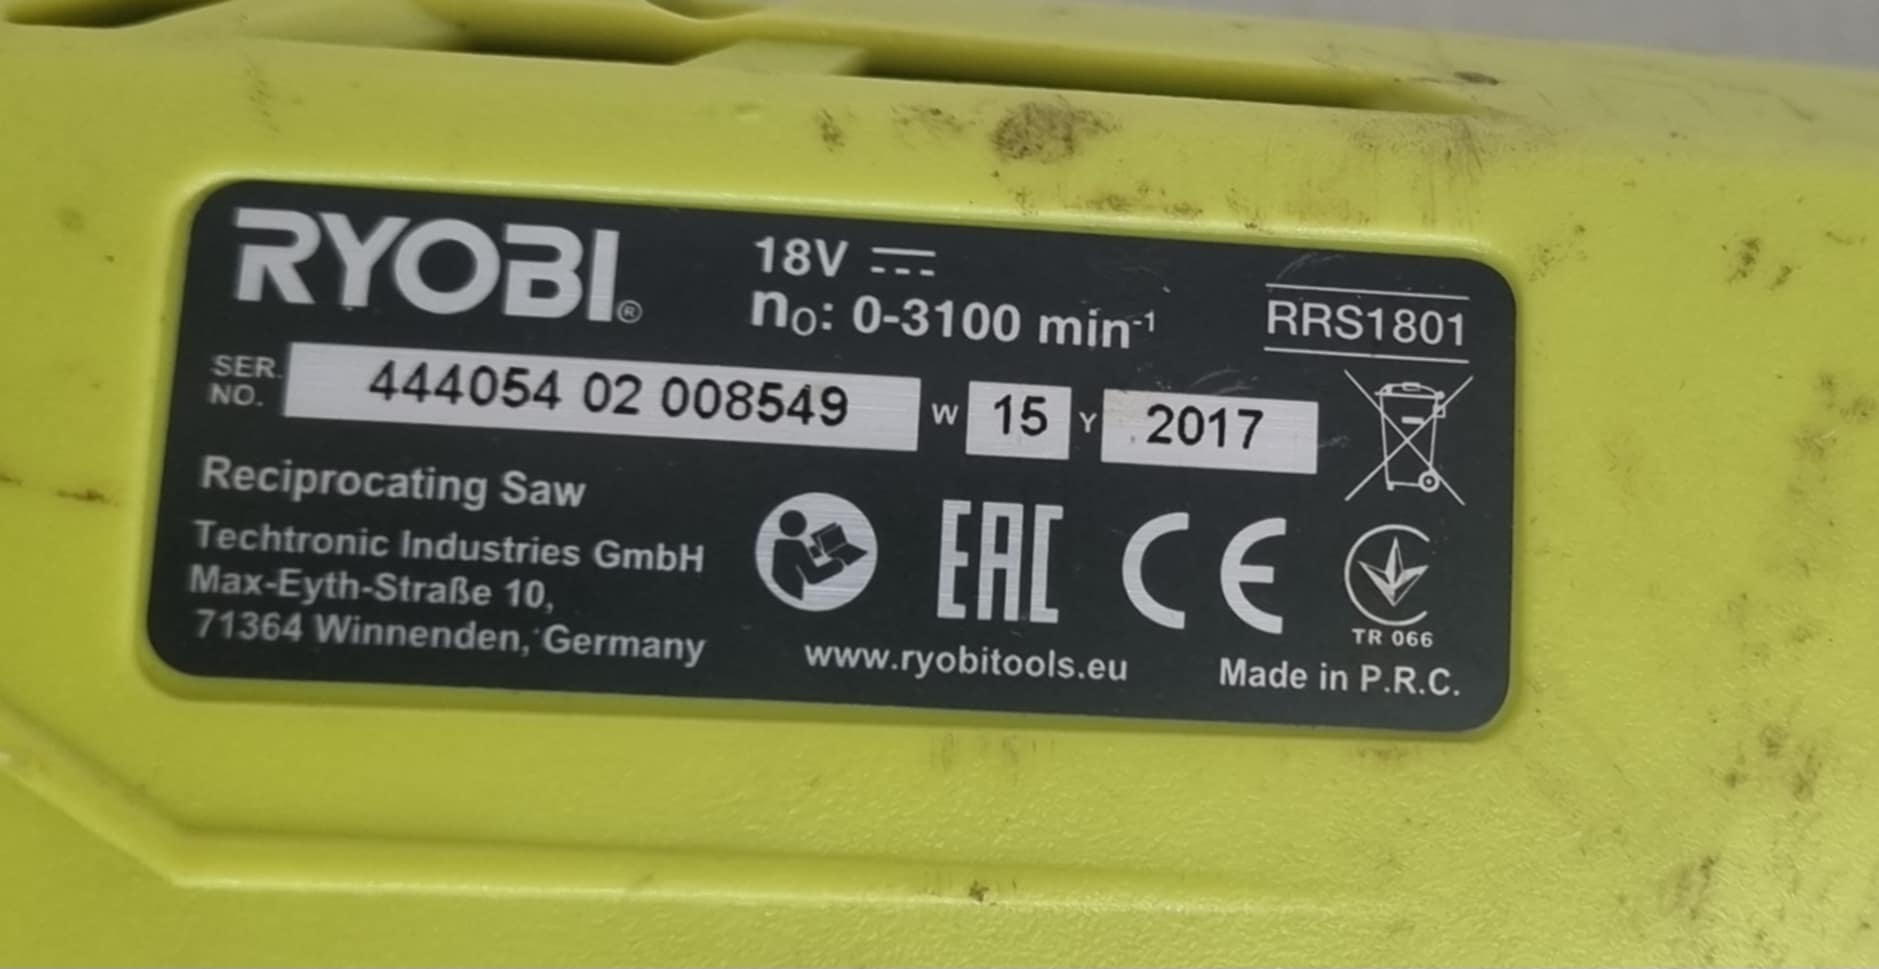 RYOBI®
18V
n₀: 0-3100 min⁻¹
RRS1801
SER. NO. 444054 02 008549 W 15 Y 2017
Reciprocating Saw
Techtronic Industries GmbH
Max-Eyth-Straße 10,
71364 Winnenden, Germany
EAC CE
TR 066
www.ryobitools.eu
Made in P.R.C.